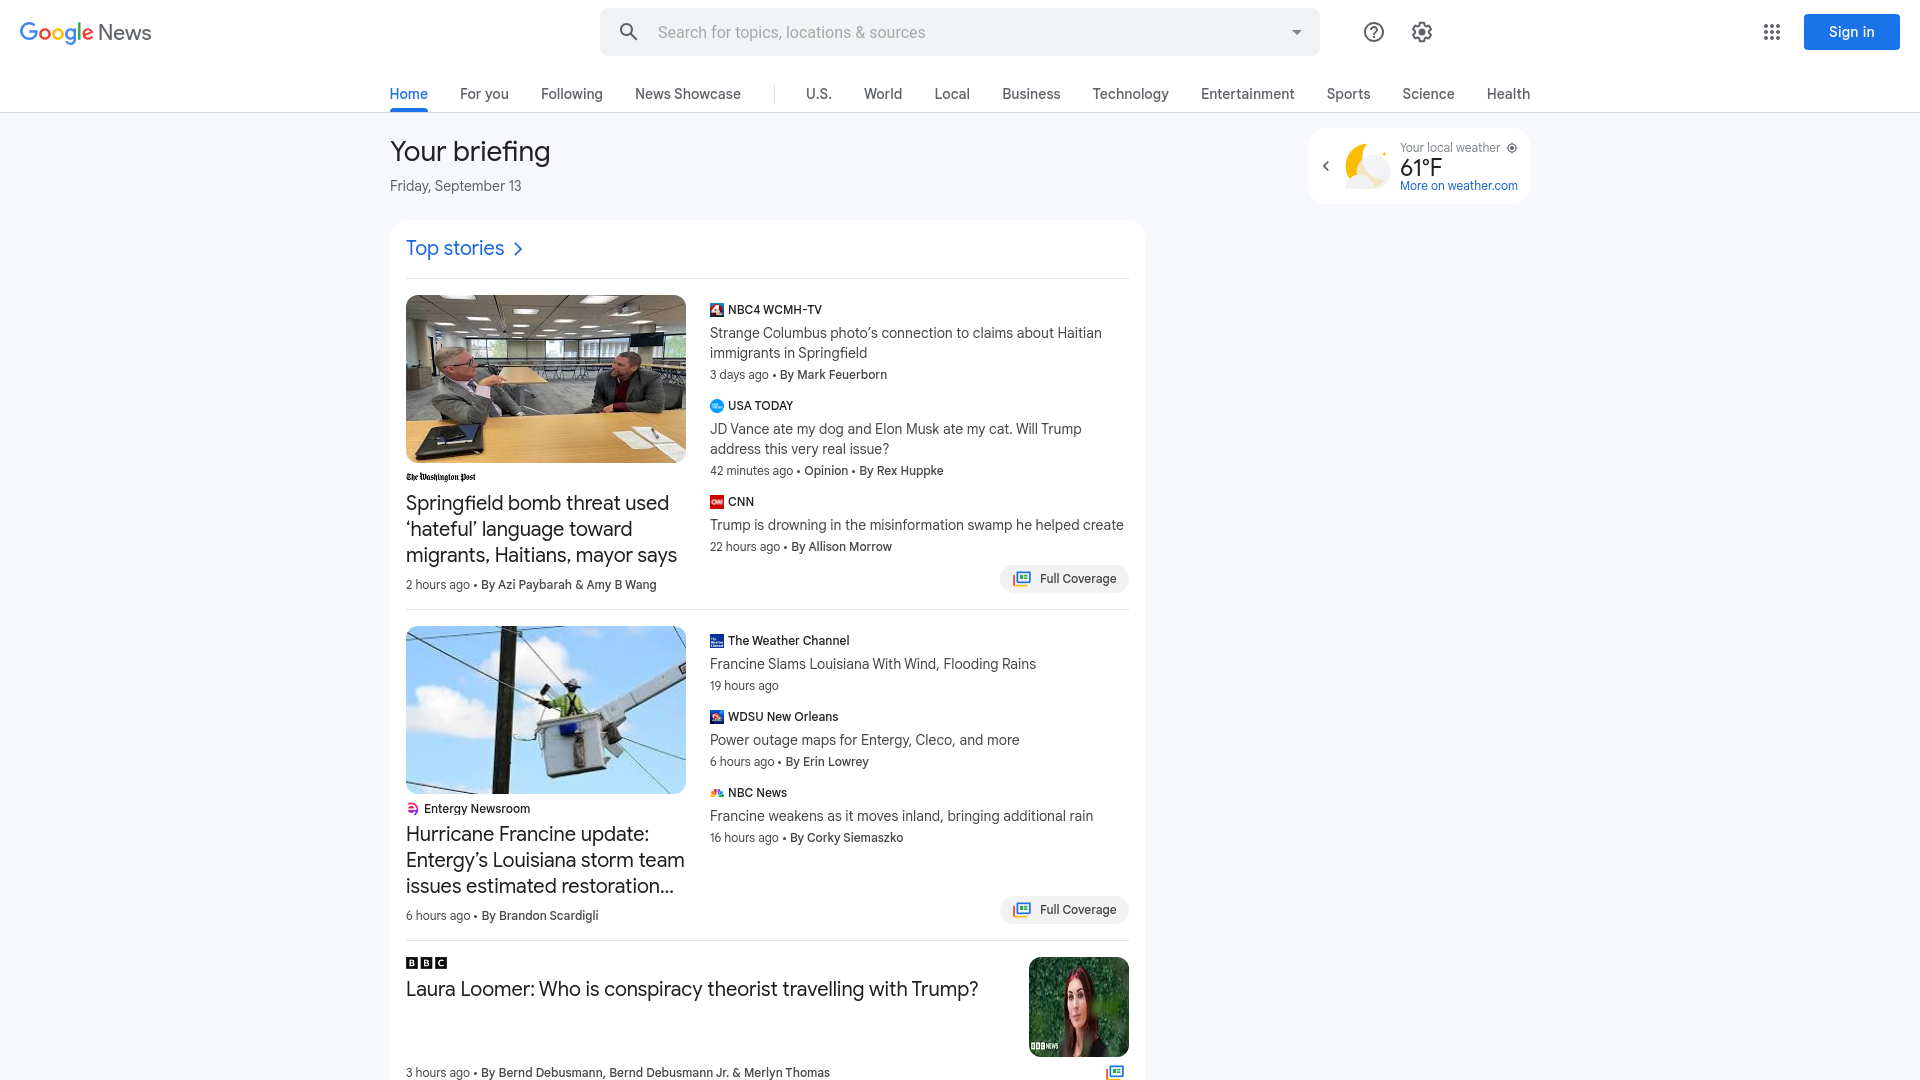 Google News
Search for topics, locations & sources
Sign in
Home
For you
Following
News Showcase
U.S.
World
Local
Business
Technology
Entertainment
Sports
Science
Health
Your briefing
Friday, September 13
Your local weather
61°F
More on weather.com
Top stories
The Washington Post
Springfield bomb threat used
‘hateful’ language toward
migrants, Haitians, mayor says
2 hours ago • By Azi Paybarah & Amy B Wang
NBC4 WCMH-TV
Strange Columbus photo’s connection to claims about Haitian
immigrants in Springfield
3 days ago • By Mark Feuerborn
USA TODAY
JD Vance ate my dog and Elon Musk ate my cat. Will Trump
address this very real issue?
42 minutes ago • Opinion • By Rex Huppke
CNN
Trump is drowning in the misinformation swamp he helped create
22 hours ago • By Allison Morrow
Full Coverage
Entergy Newsroom
Hurricane Francine update:
Entergy’s Louisiana storm team
issues estimated restoration...
6 hours ago • By Brandon Scardigli
The Weather Channel
Francine Slams Louisiana With Wind, Flooding Rains
19 hours ago
WDSU New Orleans
Power outage maps for Entergy, Cleco, and more
6 hours ago • By Erin Lowrey
NBC News
Francine weakens as it moves inland, bringing additional rain
16 hours ago • By Corky Siemaszko
Full Coverage
BBC
Laura Loomer: Who is conspiracy theorist travelling with Trump?
BBC NEWS
3 hours ago • By Bernd Debusmann, Bernd Debusmann Jr. & Merlyn Thomas